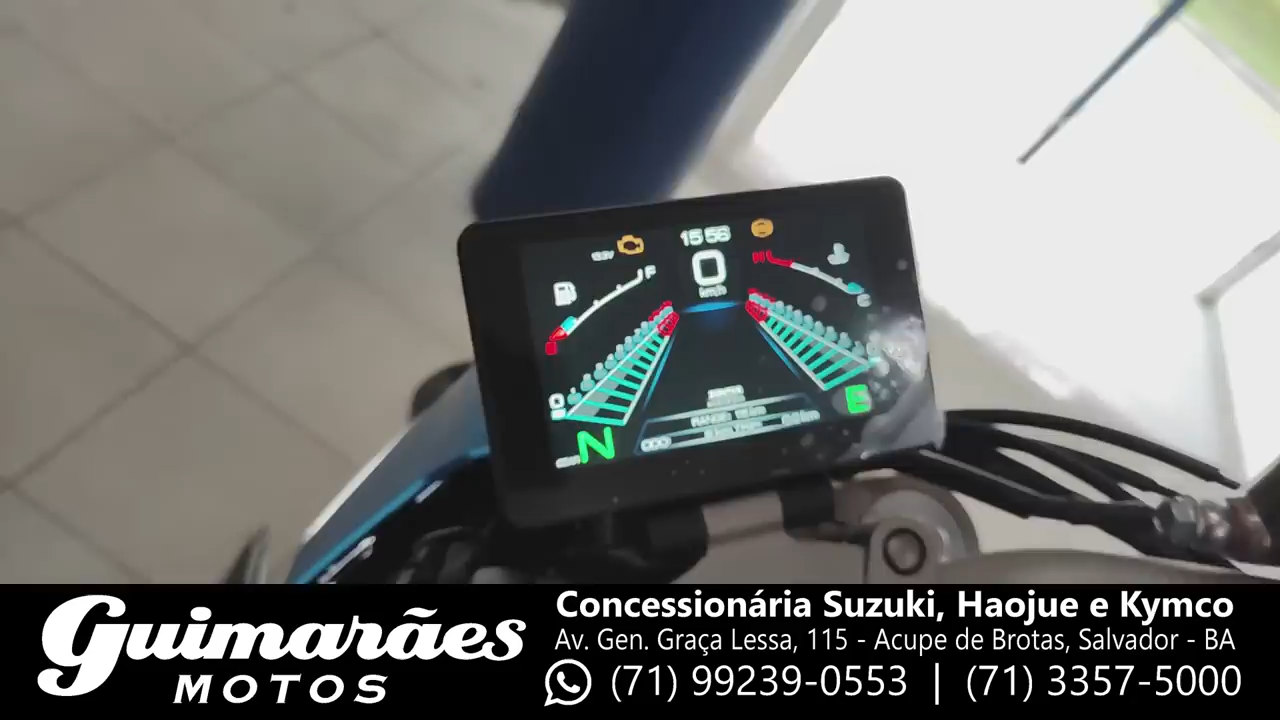 15:56
F
H
0
km/h
C
0
N
E
Guimarães
MOTOS
Concessionária Suzuki, Haojue e Kymco
Av. Gen. Graça Lessa, 115 - Acupe de Brotas, Salvador - BA
(71) 99239-0553 | (71) 3357-5000